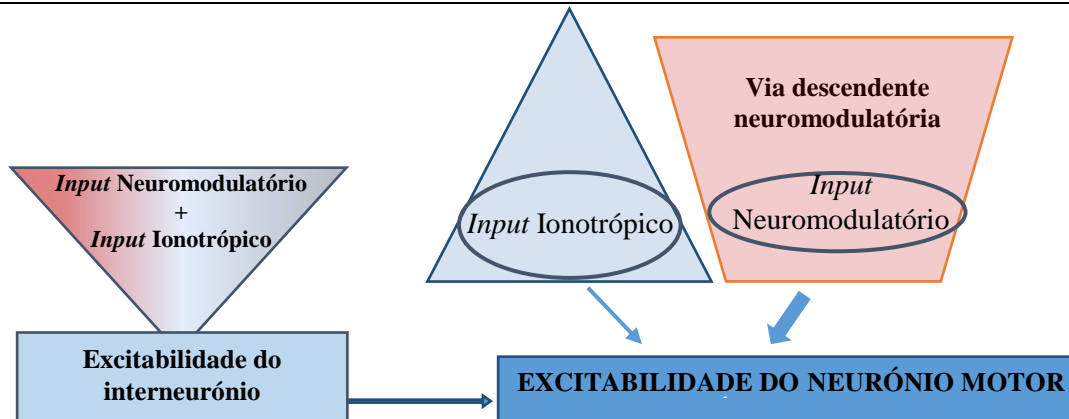 Via descendente
neuromodulatória
Input
Neuromodulatório
Input Ionotrópico
Input Neuromodulatório
+
Input Ionotrópico
Excitabilidade do
interneurónio
EXCITABILIDADE DO NEURÓNIO MOTOR